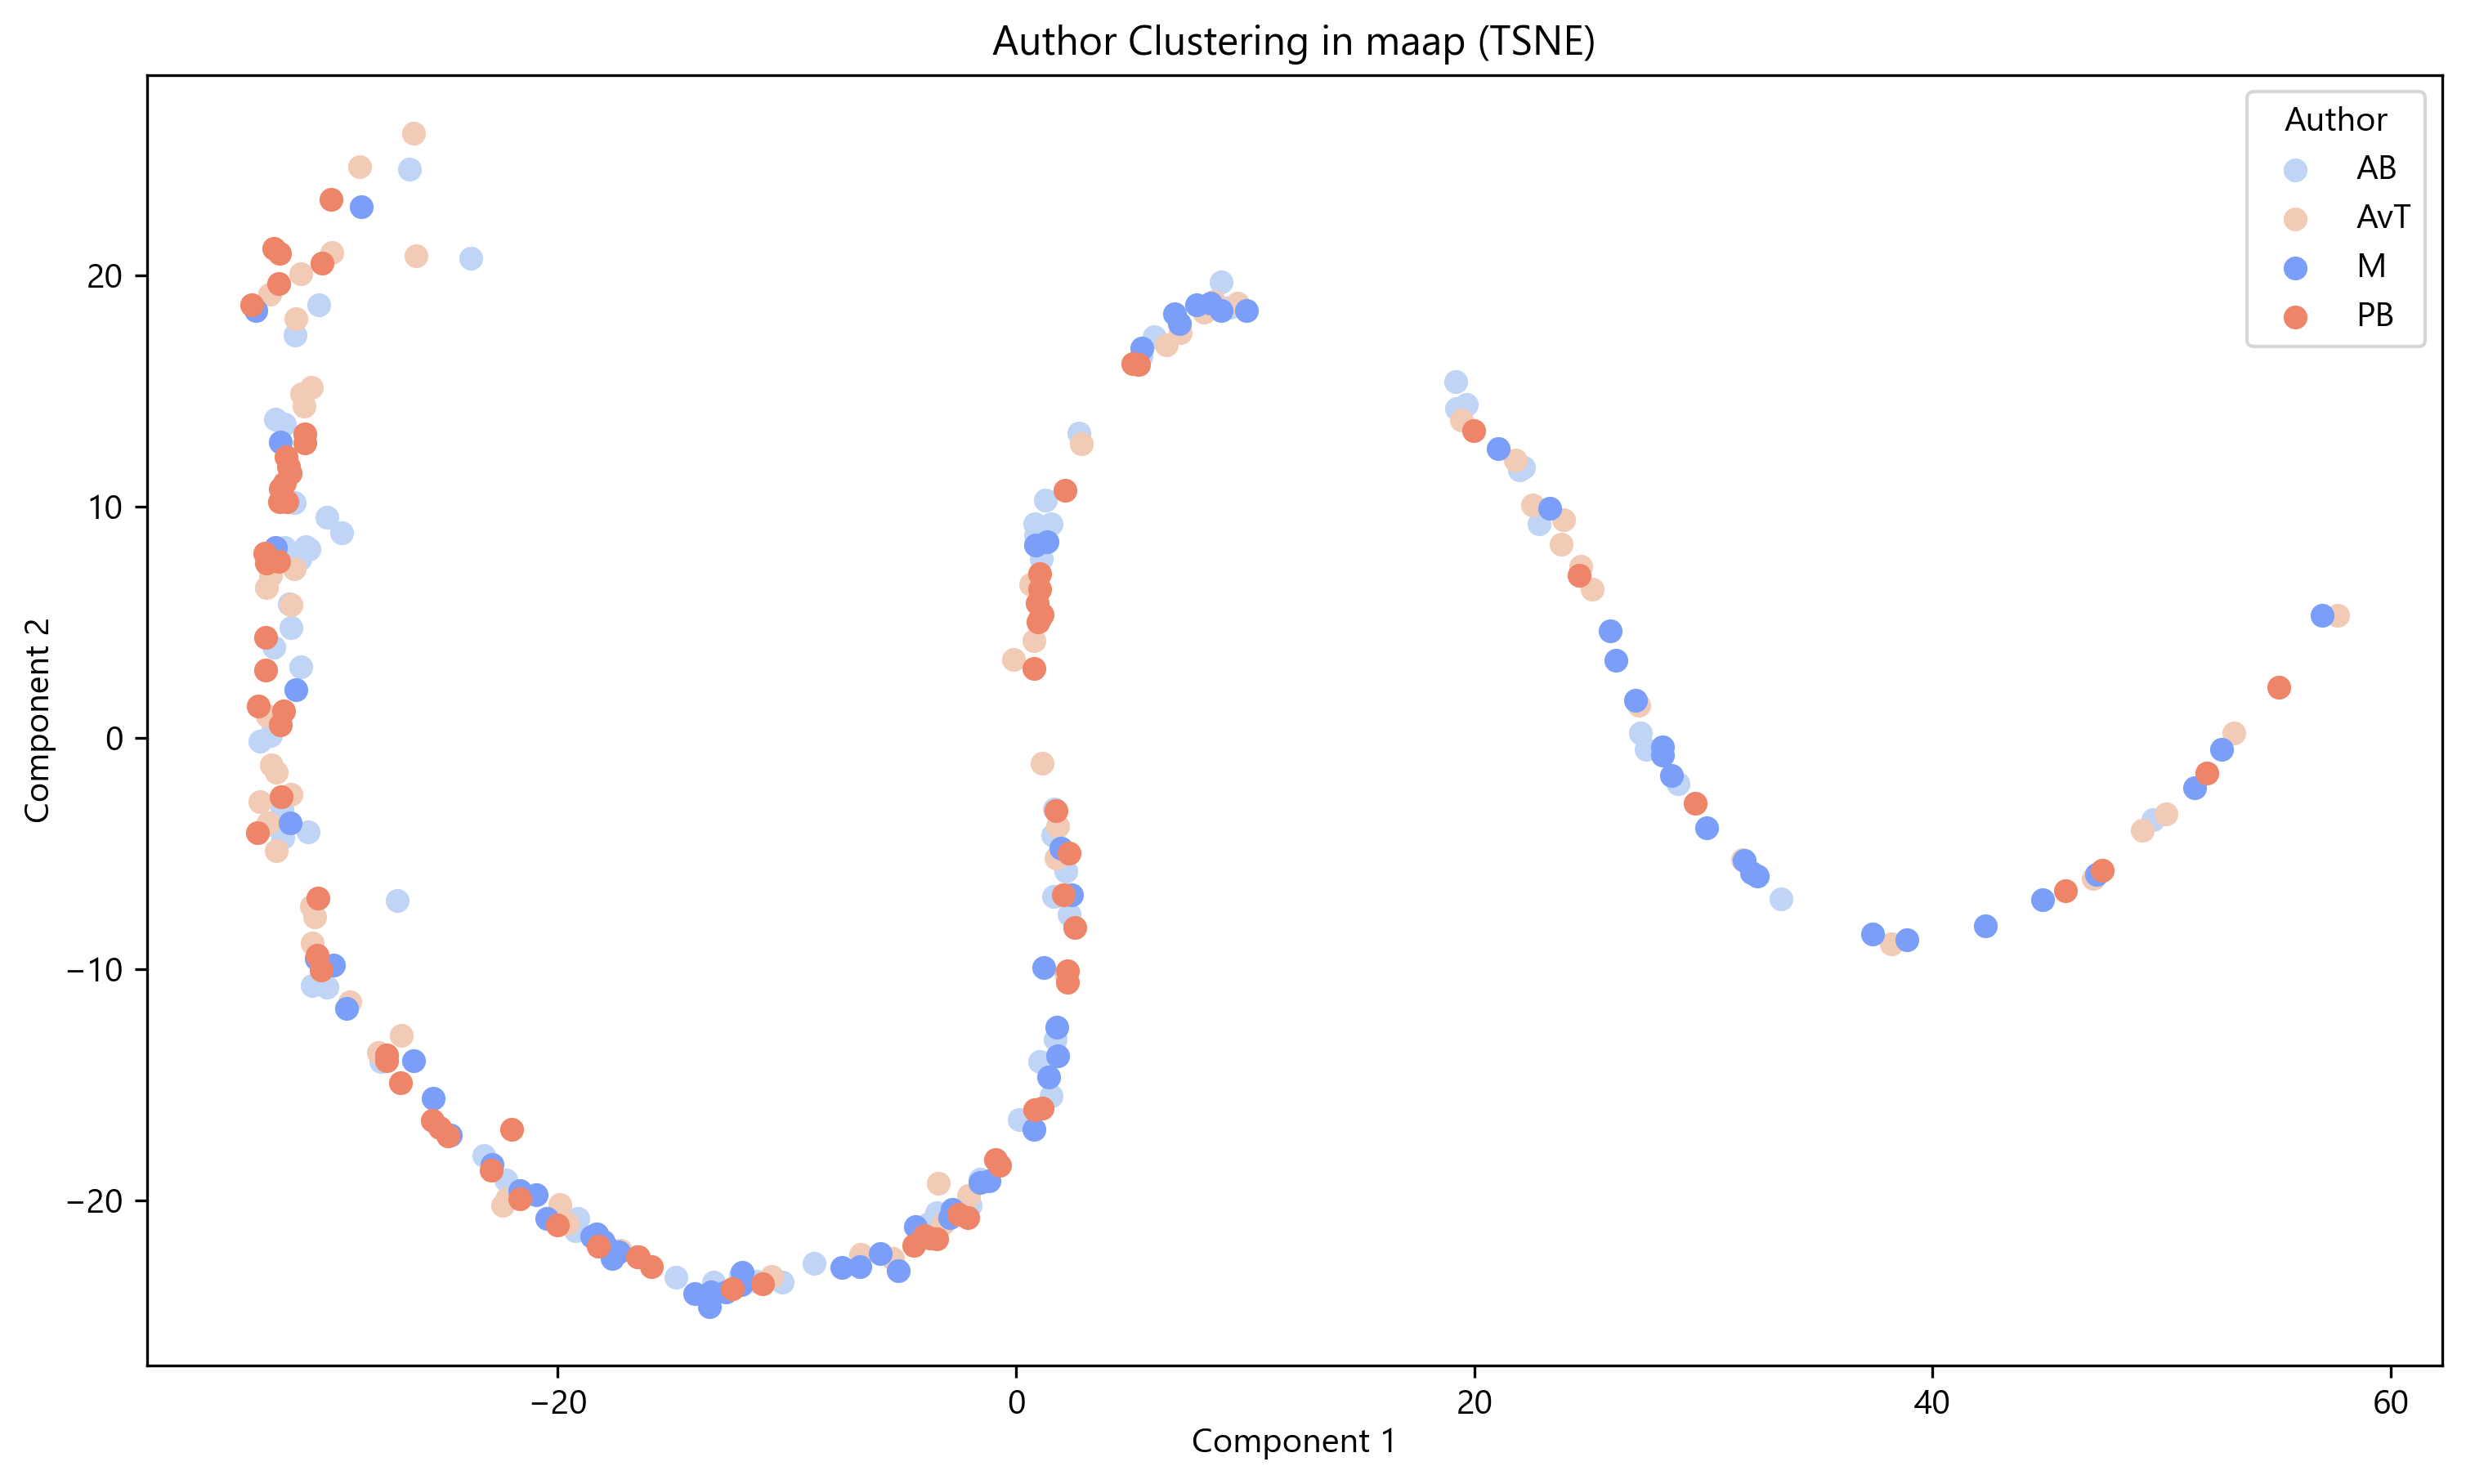 Author Clustering in maap (TSNE)
Author
AB
AvT
M
PB
Component 2
20
10
0
−10
−20
−20
0
20
40
60
Component 1